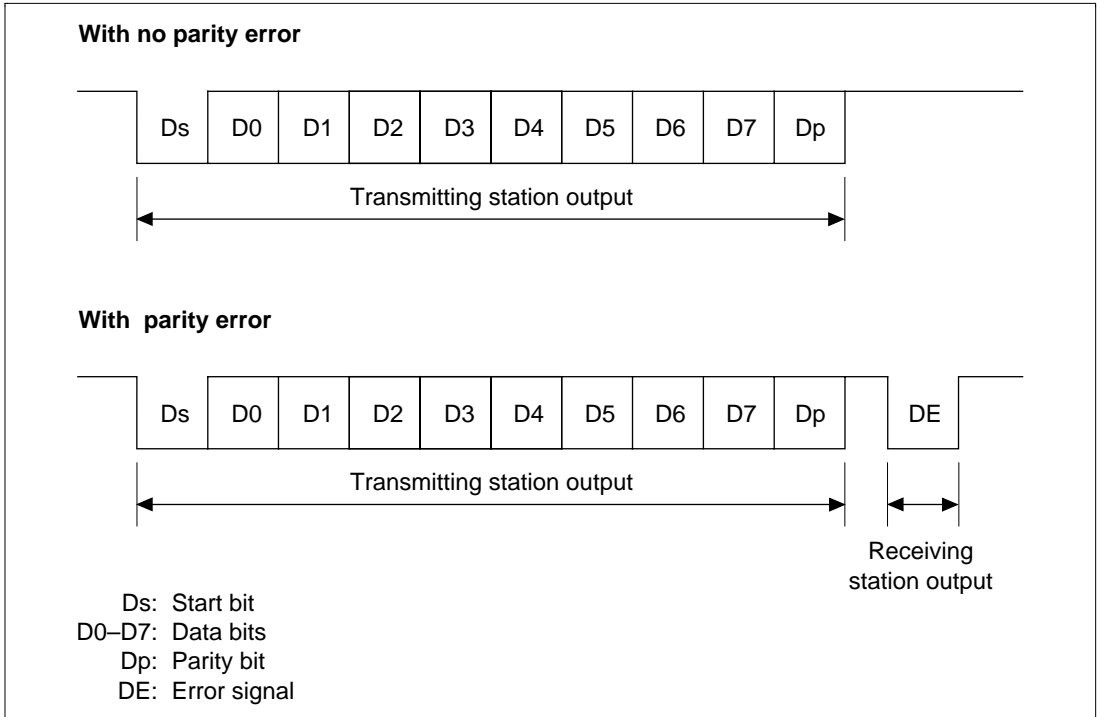 With no parity error
Ds D0 D1 D2 D3 D4 D5 D6 D7 Dp
Transmitting station output
With parity error
Ds D0 D1 D2 D3 D4 D5 D6 D7 Dp DE
Transmitting station output
Receiving
station output
Ds: Start bit
D0–D7: Data bits
Dp: Parity bit
DE: Error signal